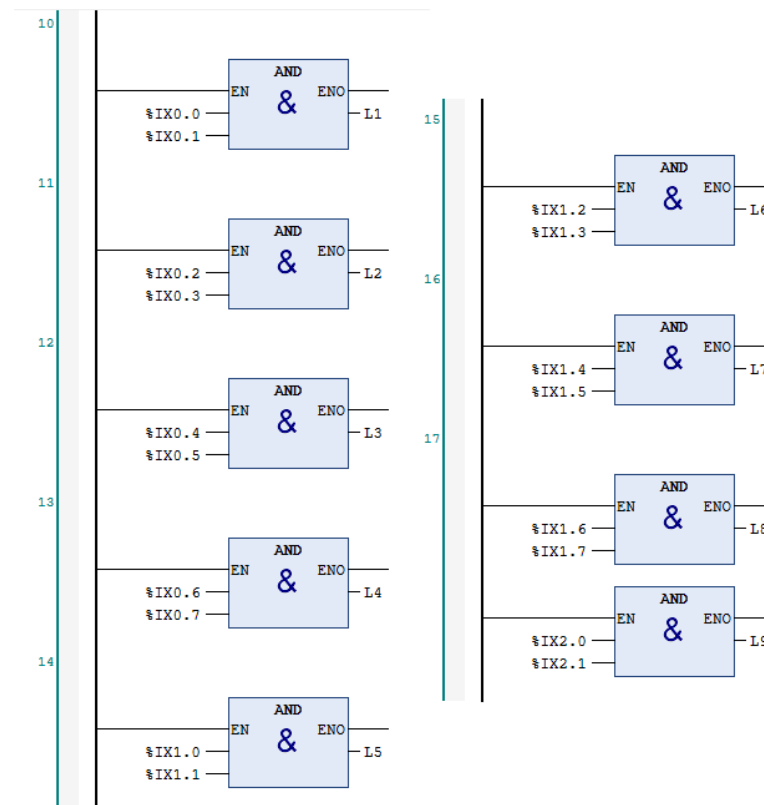 10
AND
EN & ENO
%IX0.0 L1
%IX0.1
11
AND
EN & ENO
%IX0.2 L2
%IX0.3
12
AND
EN & ENO
%IX0.4 L3
%IX0.5
13
AND
EN & ENO
%IX0.6 L4
%IX0.7
14
AND
EN & ENO
%IX1.0 L5
%IX1.1
15
AND
EN & ENO
%IX1.2 L6
%IX1.3
16
AND
EN & ENO
%IX1.4 L7
%IX1.5
17
AND
EN & ENO
%IX1.6 L8
%IX1.7
AND
EN & ENO
%IX2.0 L9
%IX2.1